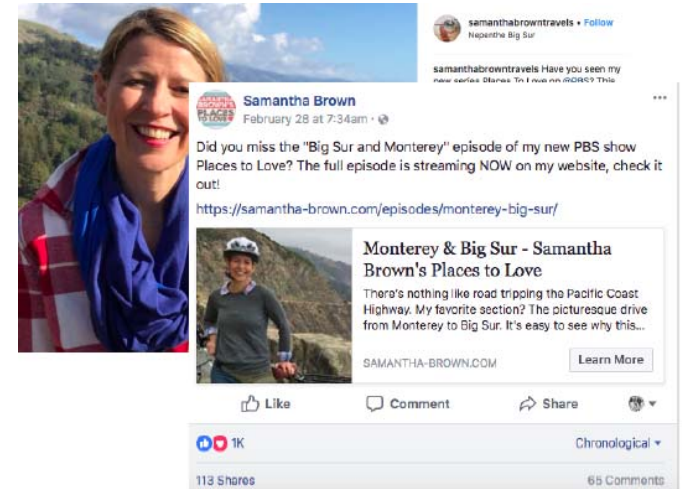 samanthabrowntravels • Follow
Nepenthe Big Sur
samanthabrowntravels Have you seen my
new series Places To Love on @PBS? This
SAMANTHA
BROWN'S
PLACES
TO LOVE
Samantha Brown
February 28 at 7:34am ·
Did you miss the "Big Sur and Monterey" episode of my new PBS show
Places to Love? The full episode is streaming NOW on my website, check it
out!
https://samantha-brown.com/episodes/monterey-big-sur/
Monterey & Big Sur - Samantha
Brown's Places to Love
There's nothing like road tripping the Pacific Coast
Highway. My favorite section? The picturesque drive
from Monterey to Big Sur. It's easy to see why this...
SAMANTHA-BROWN.COM
Learn More
Like
Comment
Share
1K
Chronological
113 Shares
65 Comments